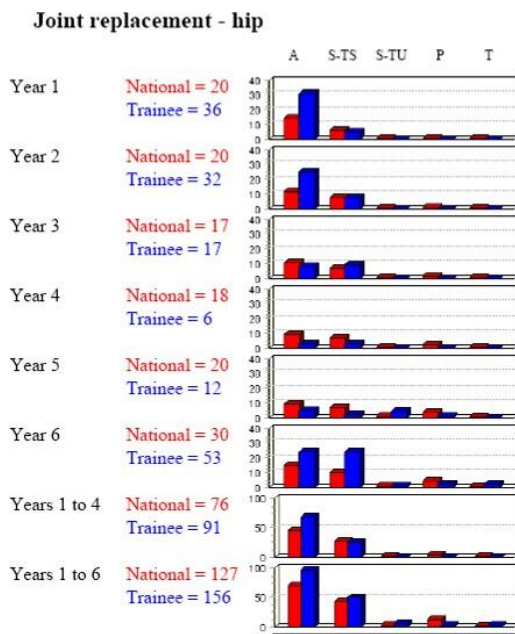 Joint replacement - hip
A S-TS S-TU P T
Year 1 National = 20
Trainee = 36
40
30
20
10
0
Year 2 National = 20
Trainee = 32
40
30
20
10
0
Year 3 National = 17
Trainee = 17
40
30
20
10
0
Year 4 National = 18
Trainee = 6
40
30
20
10
0
Year 5 National = 20
Trainee = 12
40
30
20
10
0
Year 6 National = 30
Trainee = 53
40
30
20
10
0
Years 1 to 4 National = 76
Trainee = 91
100
50
0
Years 1 to 6 National = 127
Trainee = 156
100
50
0